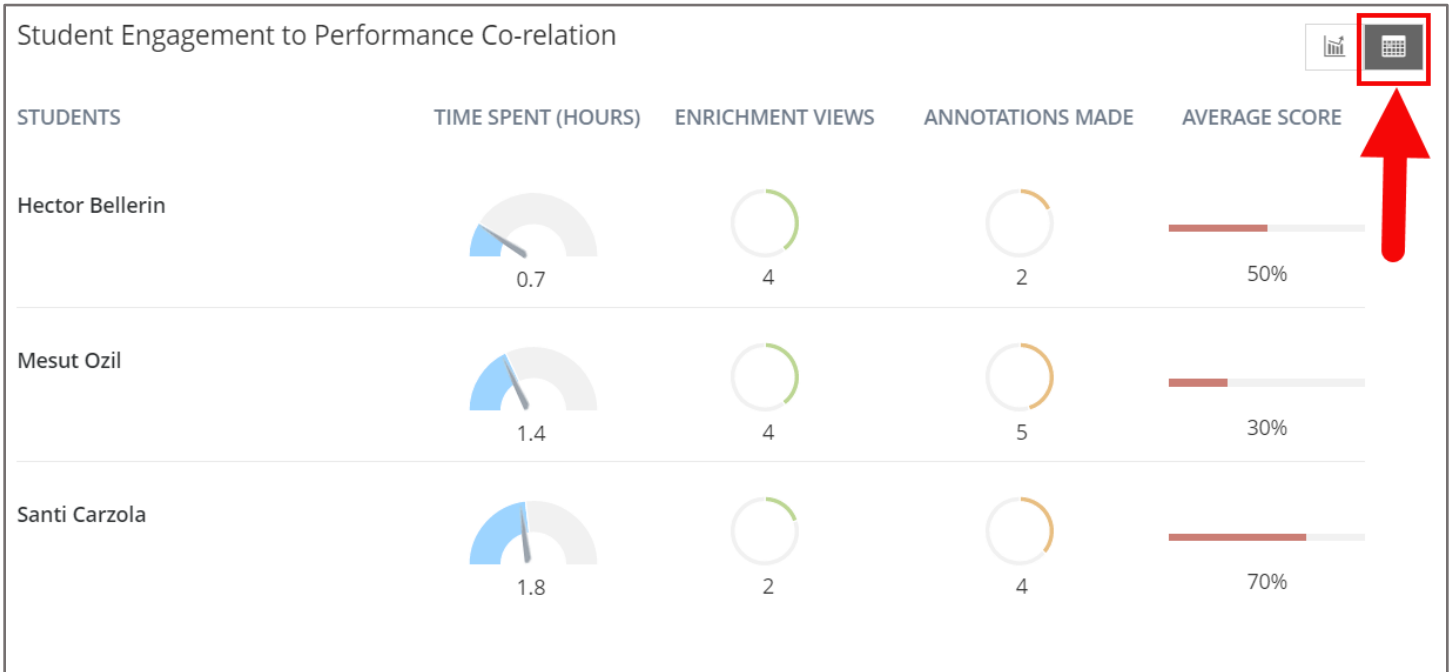 Student Engagement to Performance Co-relation
STUDENTS TIME SPENT (HOURS) ENRICHMENT VIEWS ANNOTATIONS MADE AVERAGE SCORE
Hector Bellerin
0.7 4 2 50%
Mesut Ozil
1.4 4 5 30%
Santi Carzola
1.8 2 4 70%